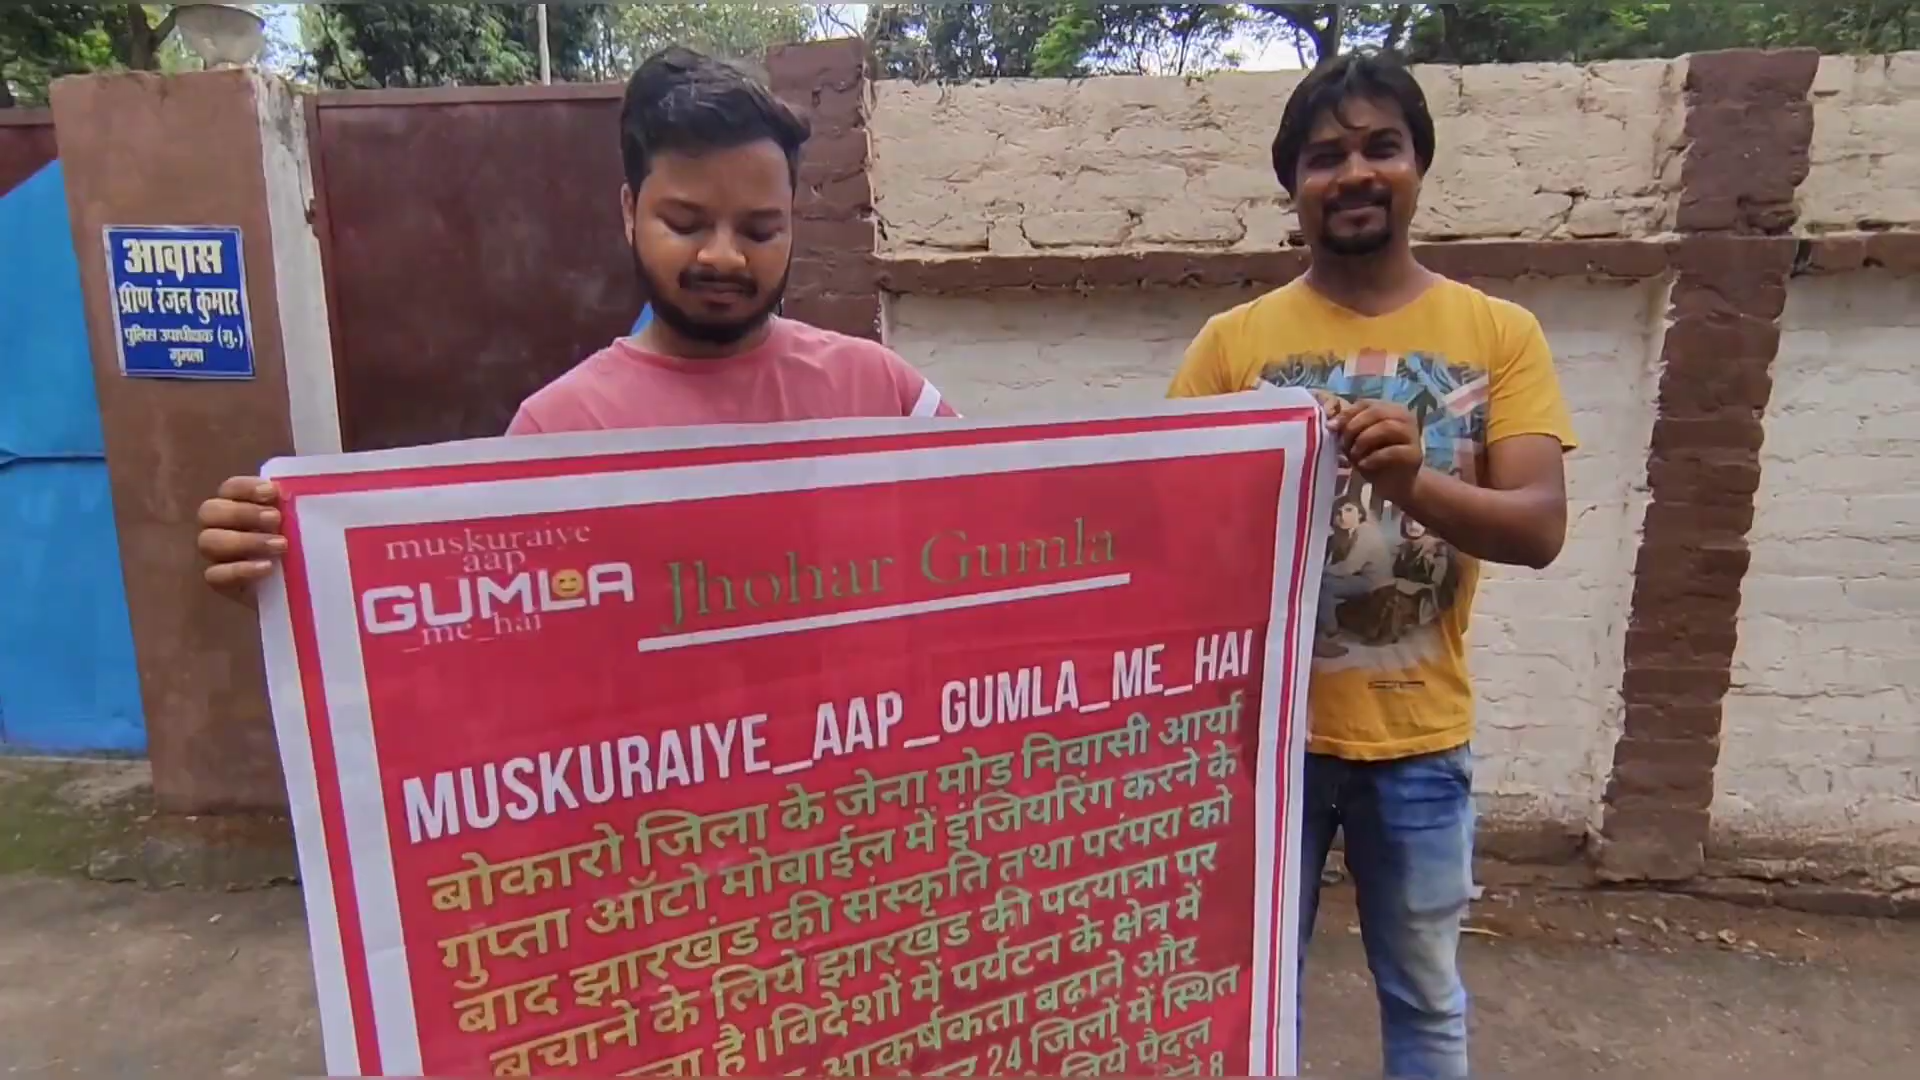 आवास
प्रीण रंजन कुमार
पुलिस उपाधीक्षक (मु.)
गुमला
muskuraiye
aap
GUMLA
_me_hai
Jhohar Gumla
MUSKURAIYE_AAP_GUMLA_ME_HAI
बोकारो जिला के जेना मोड़ निवासी आर्या
गुप्ता ऑटो मोबाईल में इंजियरिंग करने के
बाद झारखंड की संस्कृति तथा परंपरा को
बचाने के लिये झारखंड की पदयात्रा पर
है।विदेशों में पर्यटन के क्षेत्र में
आकर्षकता बढ़ाने और
24 जिलों में स्थित
लिये पैदल
8